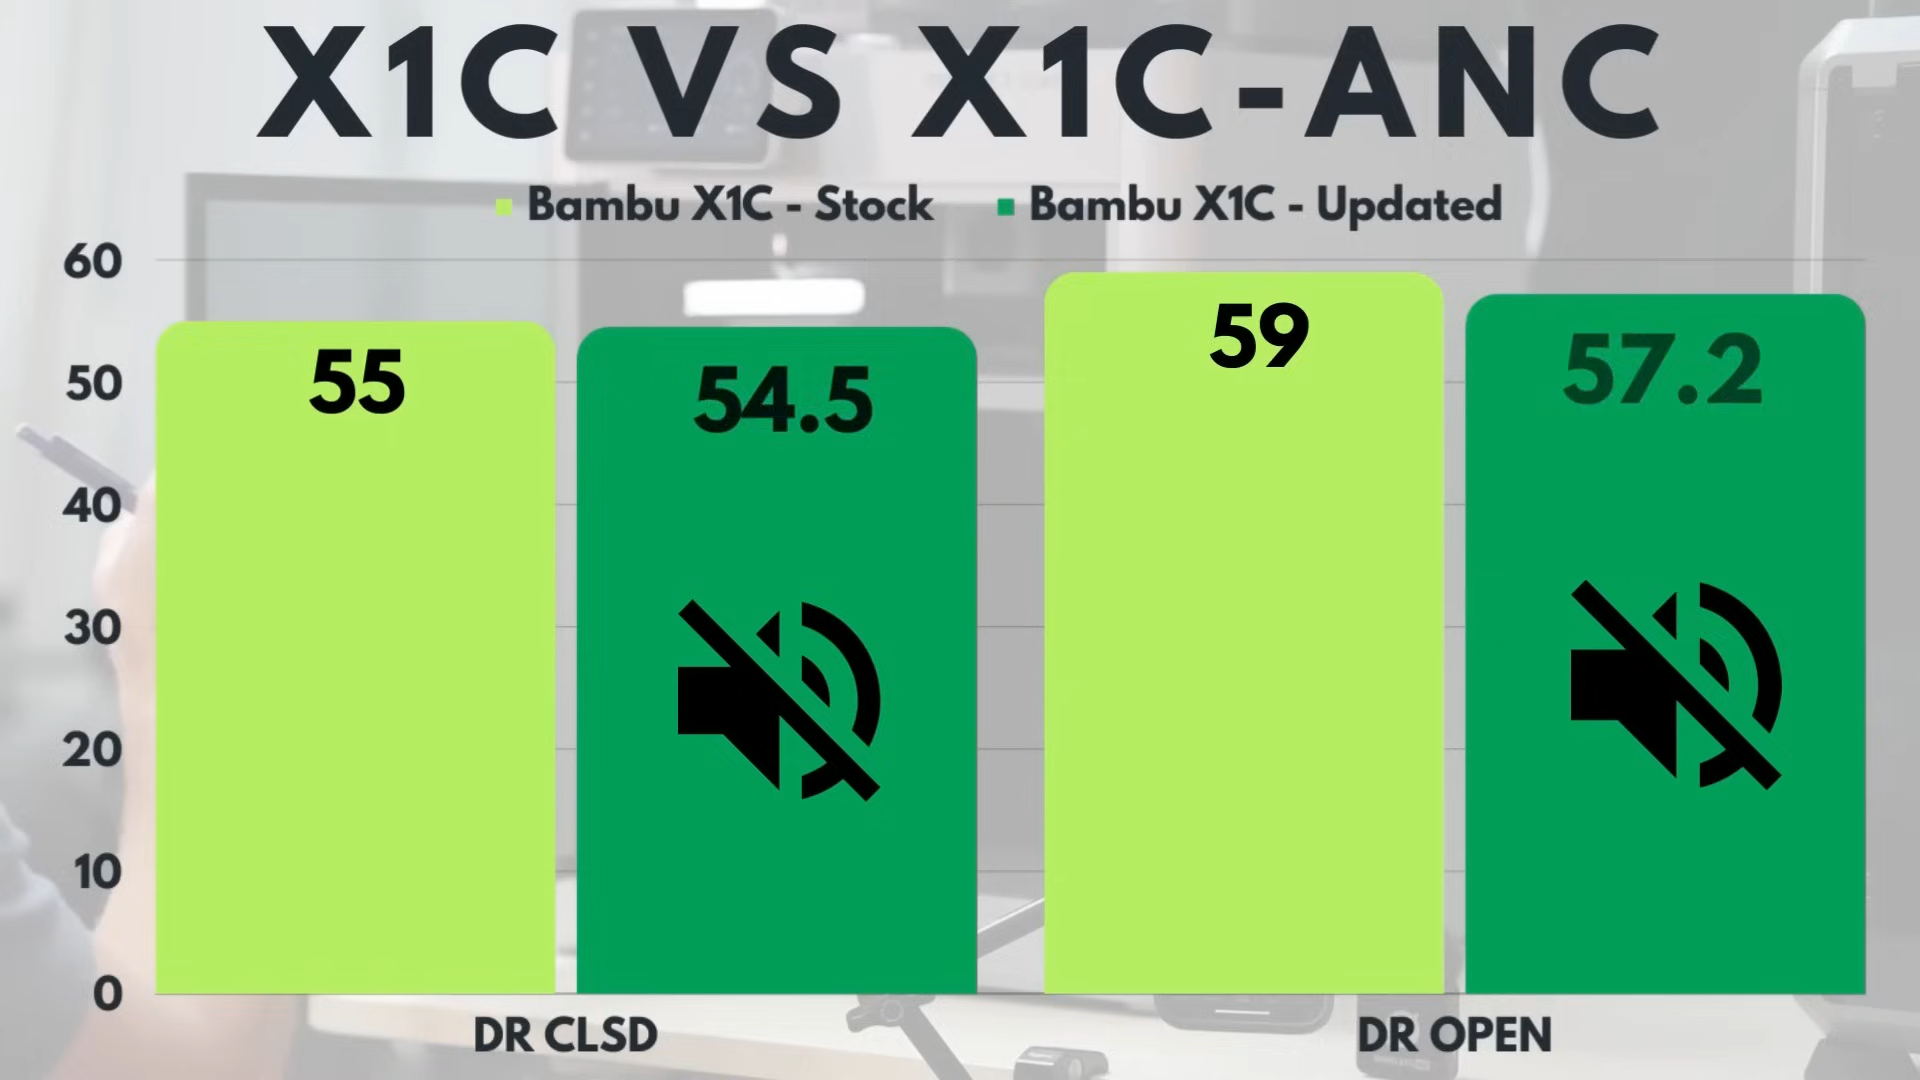 X1C VS X1C-ANC
Bambu X1C - Stock Bambu X1C - Updated
60
50
40
30
20
10
0
55
54.5
59
57.2
DR CLSD
DR OPEN